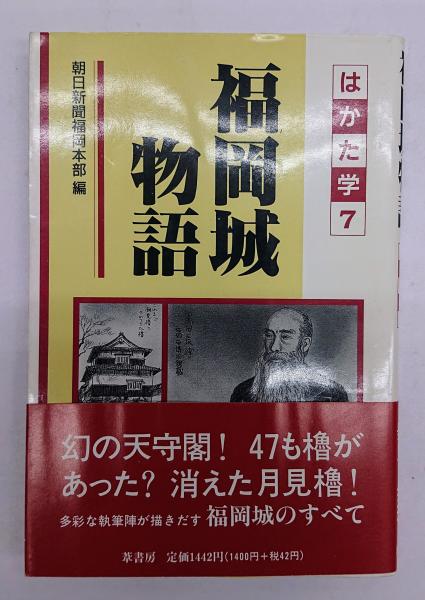 はかた学7
福岡城
物語
朝日新聞福岡本部 編
幻の天守閣! 47も櫓が
あった? 消えた月見櫓!
多彩な執筆陣が描きだす 福岡城のすべて
葦書房 定価1442円(1400円+税42円)